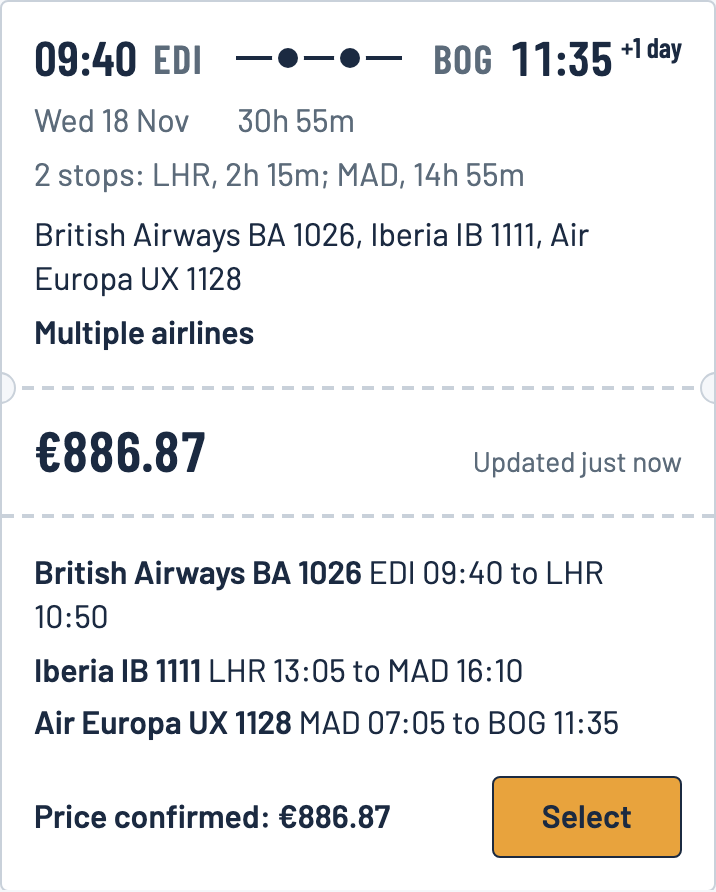 09:40 EDI BOG 11:35 +1 day
Wed 18 Nov 30h 55m
2 stops: LHR, 2h 15m; MAD, 14h 55m
British Airways BA 1026, Iberia IB 1111, Air
Europa UX 1128
Multiple airlines
€886.87 Updated just now
British Airways BA 1026 EDI 09:40 to LHR
10:50
Iberia IB 1111 LHR 13:05 to MAD 16:10
Air Europa UX 1128 MAD 07:05 to BOG 11:35
Price confirmed: €886.87 Select